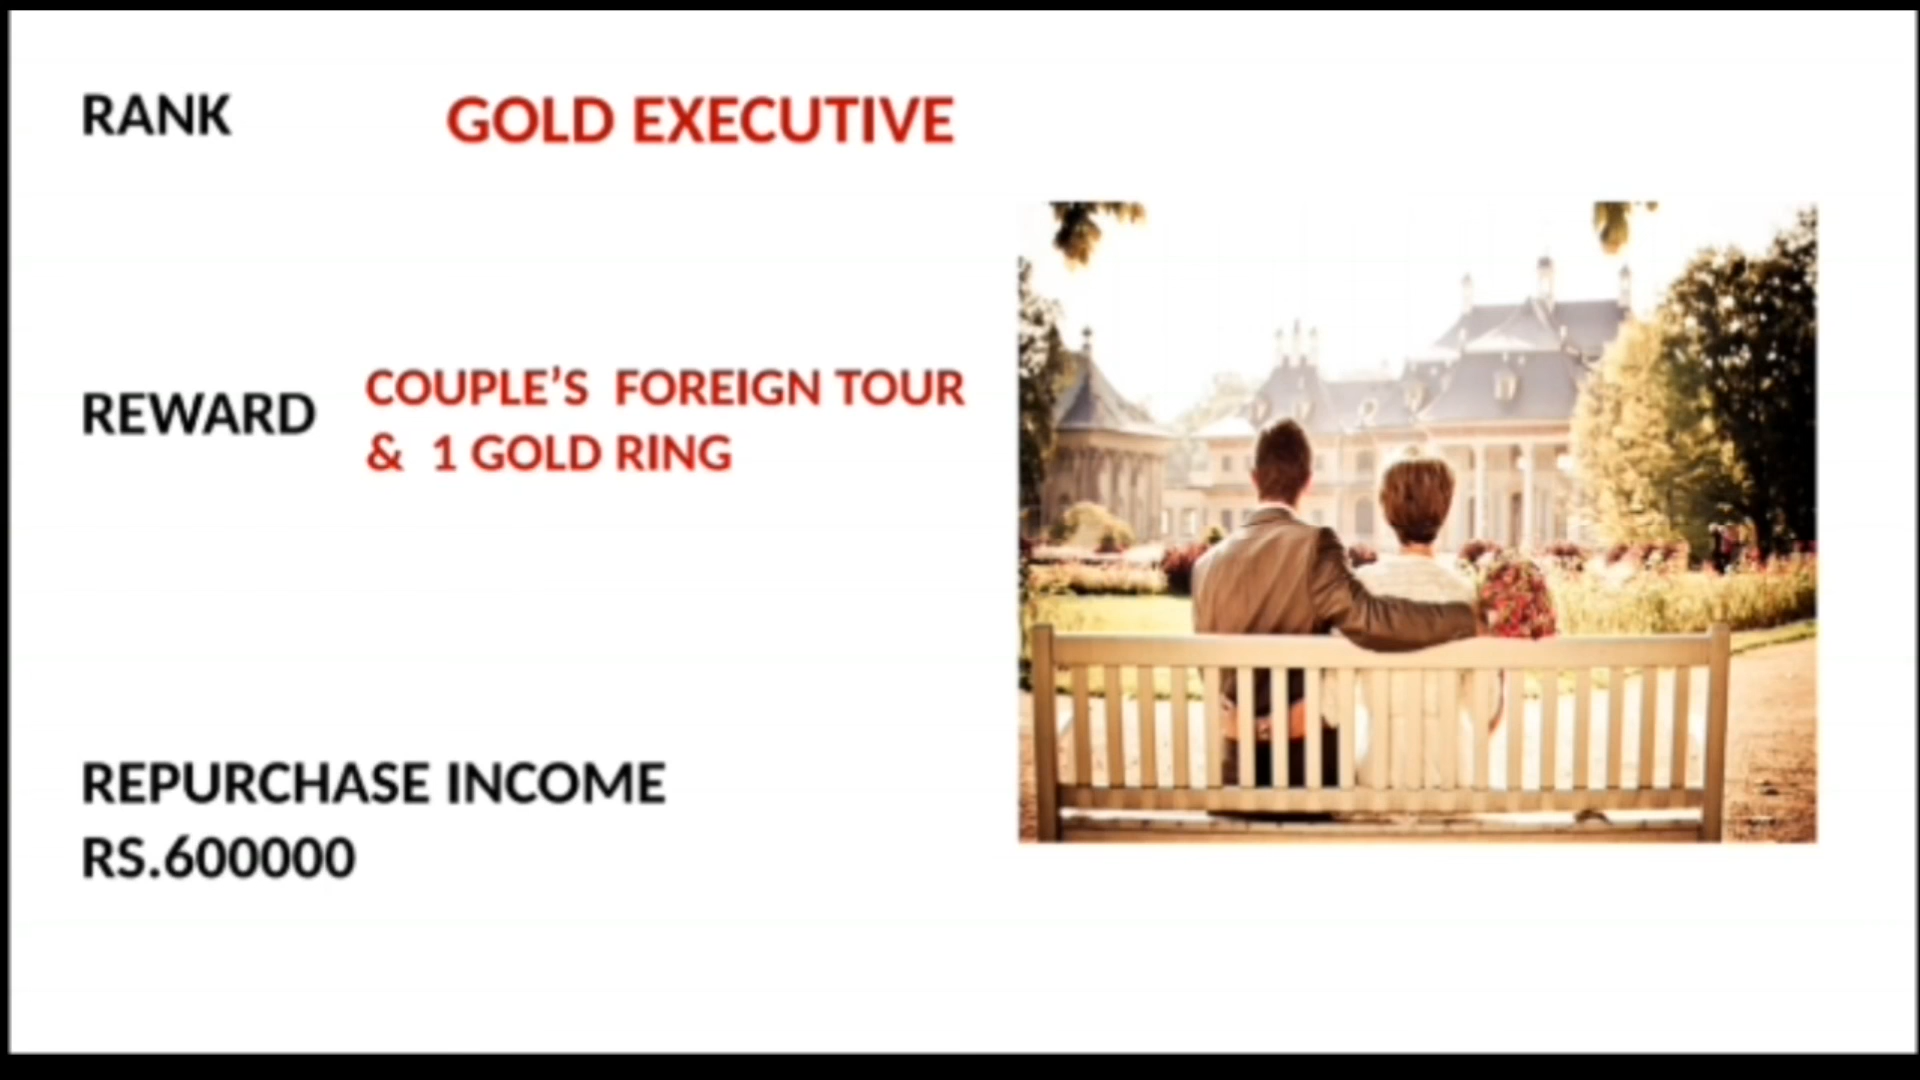 RANK
GOLD EXECUTIVE
REWARD
COUPLE’S FOREIGN TOUR
& 1 GOLD RING
REPURCHASE INCOME
RS.600000